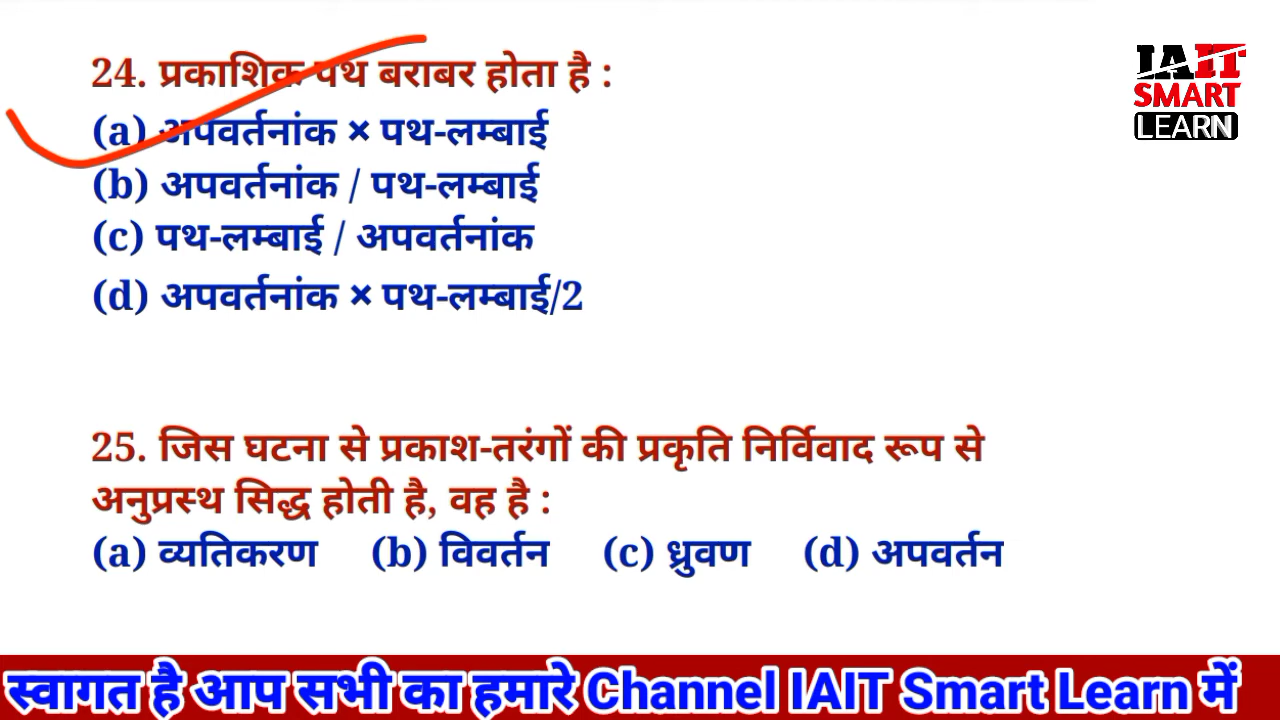 24. प्रकाशिक पथ बराबर होता है :
IAIT
SMART
LEARN
(a) अपवर्तनांक × पथ-लम्बाई
(b) अपवर्तनांक / पथ-लम्बाई
(c) पथ-लम्बाई / अपवर्तनांक
(d) अपवर्तनांक × पथ-लम्बाई/2
25. जिस घटना से प्रकाश-तरंगों की प्रकृति निर्विवाद रूप से
अनुप्रस्थ सिद्ध होती है, वह है :
(a) व्यतिकरण (b) विवर्तन (c) ध्रुवण (d) अपवर्तन
स्वागत है आप सभी का हमारे Channel IAIT Smart Learn में